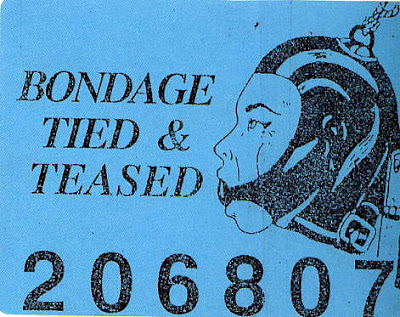 BONDAGE
TIED &
TEASED
206807